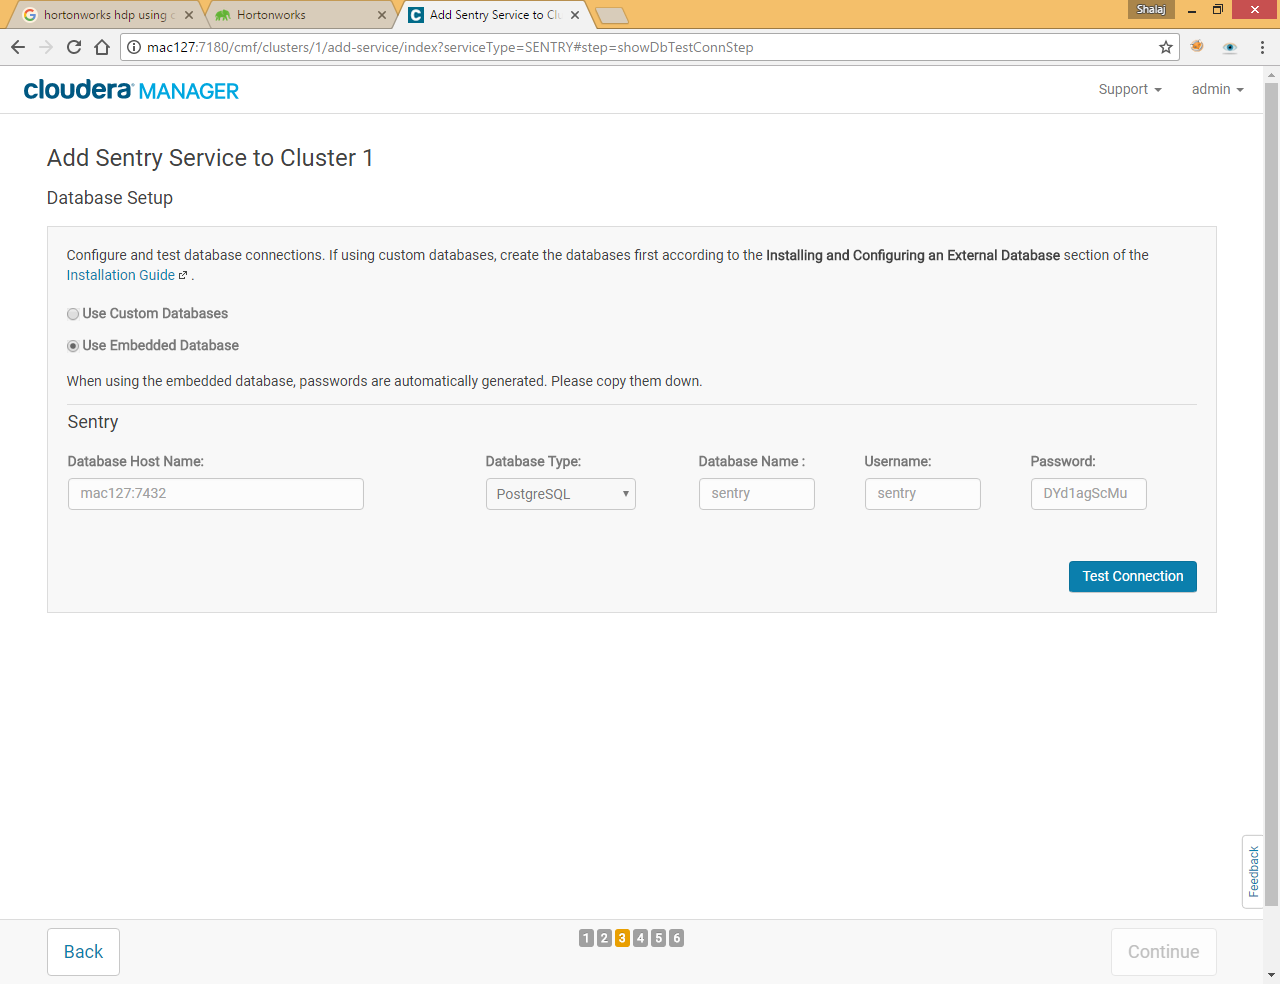 hortonworks hdp using
Hortonworks
Add Sentry Service to Clu
Shalaj
mac127:7180/cmf/clusters/1/add-service/index?serviceType=SENTRY#step=showDbTestConnStep
cloudera MANAGER
Support
admin
Add Sentry Service to Cluster 1
Database Setup
Configure and test database connections. If using custom databases, create the databases first according to the Installing and Configuring an External Database section of the
Installation Guide .
Use Custom Databases
Use Embedded Database
When using the embedded database, passwords are automatically generated. Please copy them down.
Sentry
Database Host Name: Database Type: Database Name : Username: Password:
mac127:7432 PostgreSQL sentry sentry DYd1agScMu
Test Connection
Feedback
Back
1 2 3 4 5 6
Continue